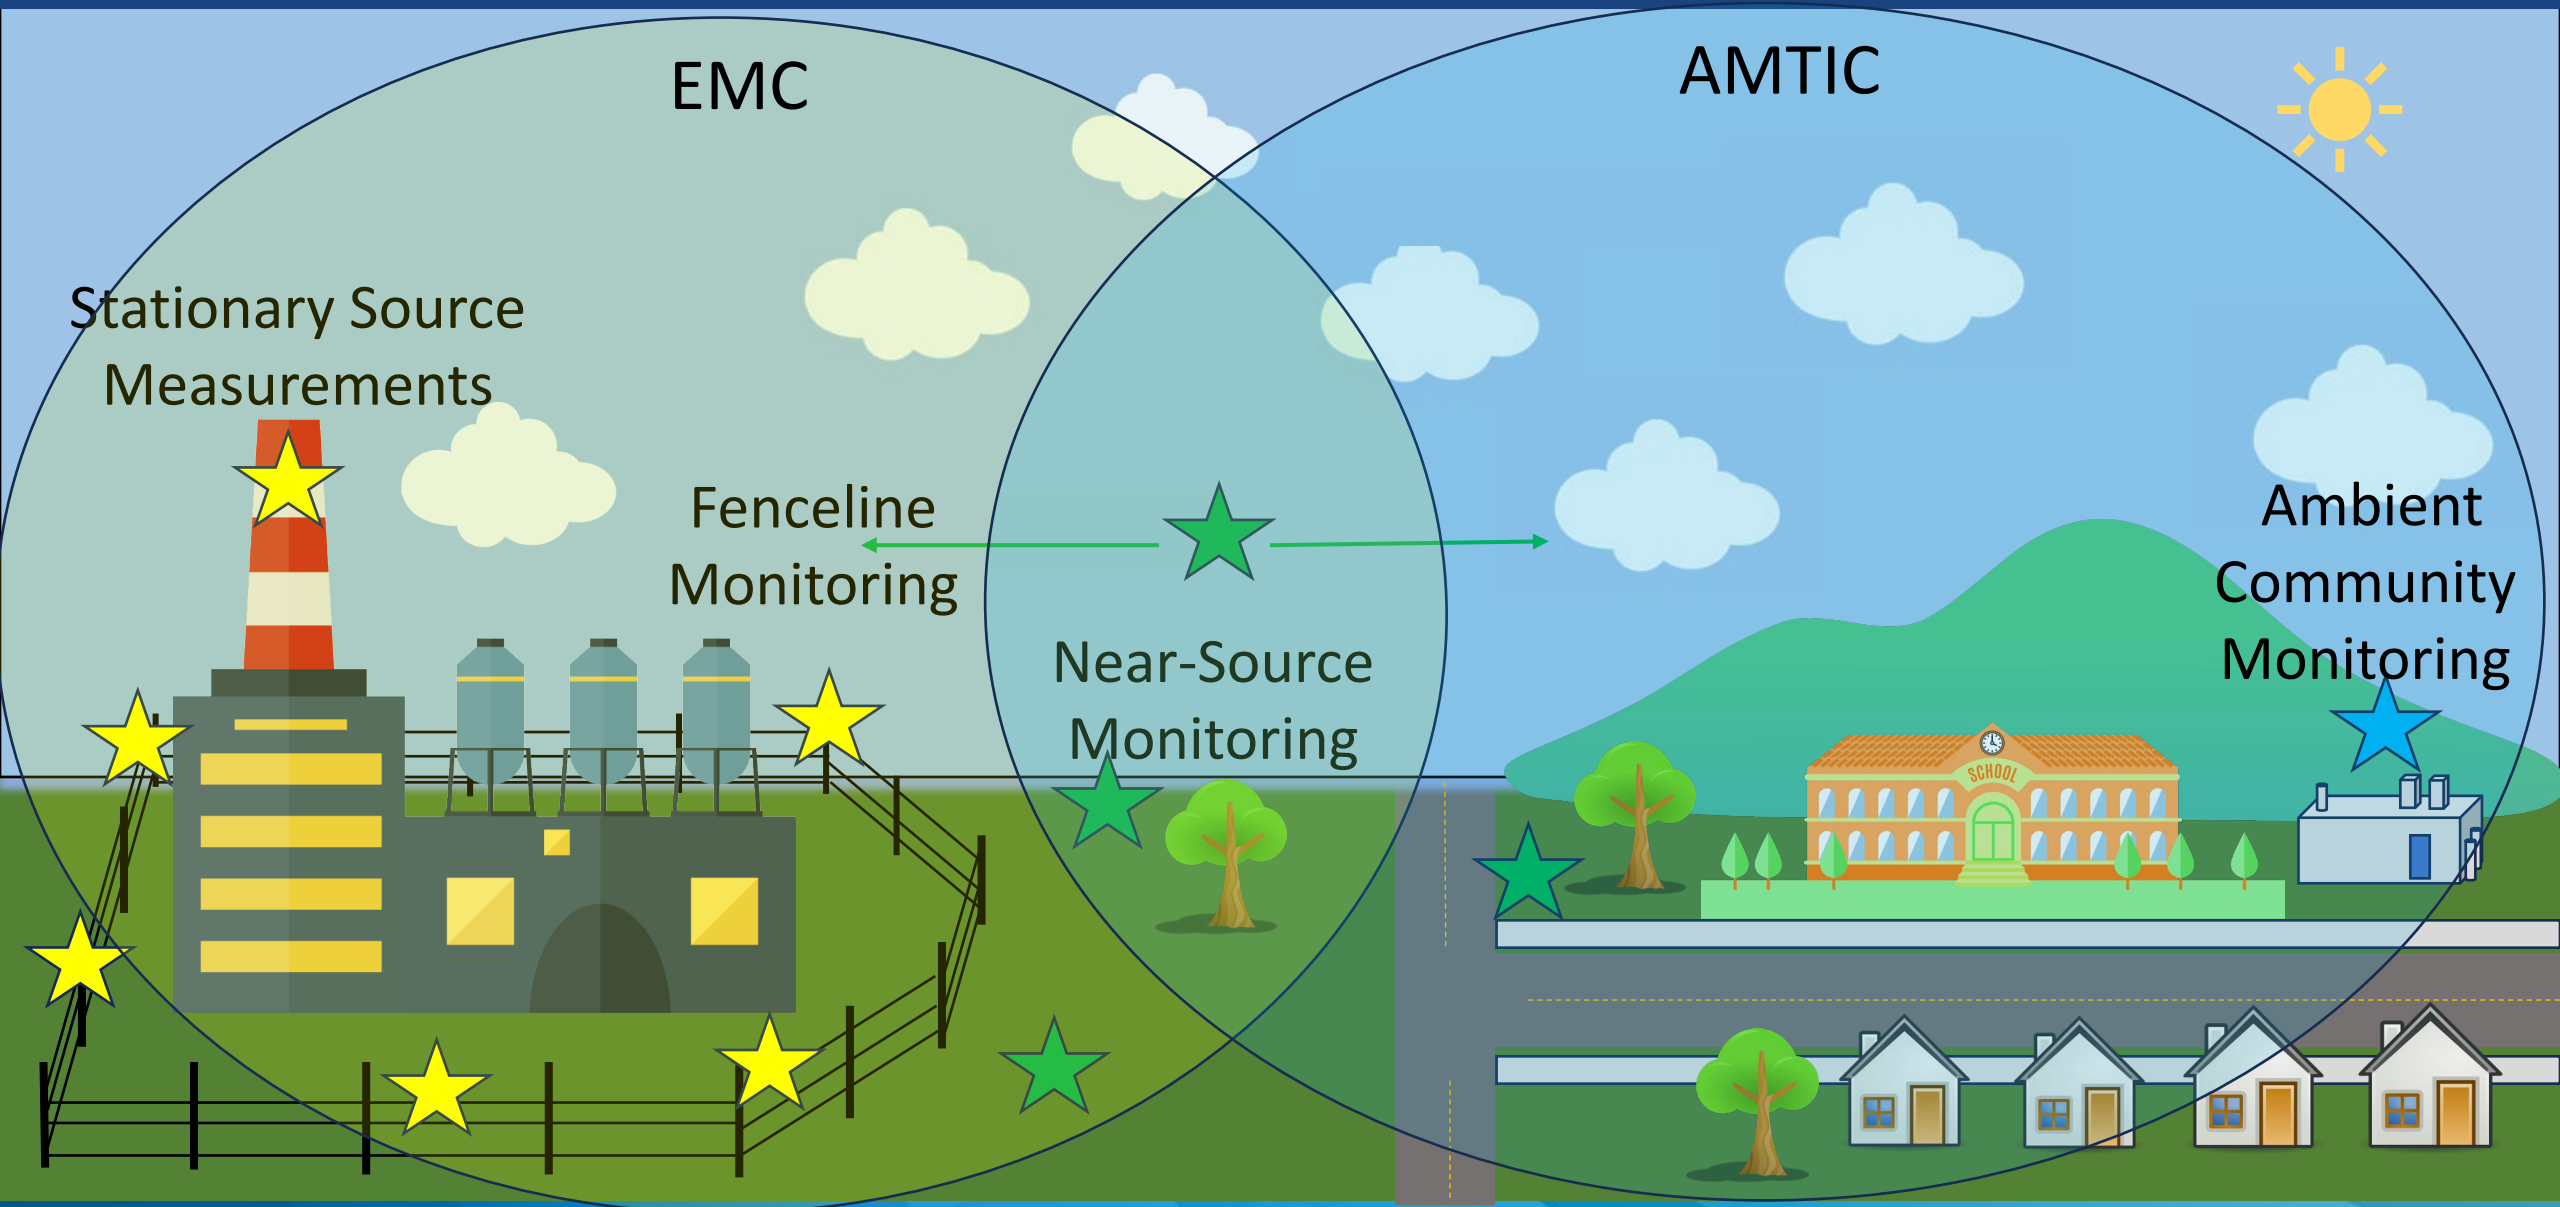 EMC
AMTIC
Stationary Source
Measurements
Fenceline
Monitoring
Near-Source
Monitoring
Ambient
Community
Monitoring
SCHOOL